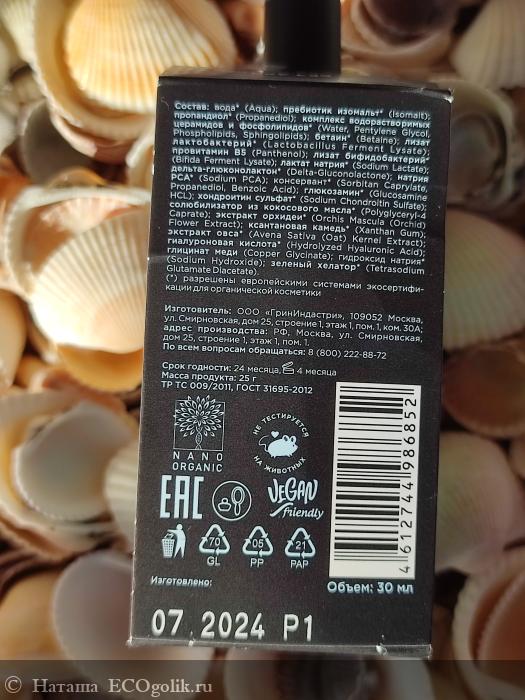 Состав: вода* (Aqua); пребиотик изомальт* (Isomalt);
пропандиол* (Propanediol); комплекс водорастворимых
церамидов и фосфолипидов* (Water, Pentylene Glycol,
Phospholipids, Sphingolipids); бетаин* (Betaine); лизат
лактобактерий* (Lactobacillus Ferment Lysate);
провитамин В5 (Panthenol); лизат бифидобактерий*
(Bifida Ferment Lysate); лактат натрия* (Sodium Lactate);
дельта-глюконолактон* (Delta-Gluconolactone); натрия
PCA* (Sodium PCA); консервант* (Sorbitan Caprylate,
Propanediol, Benzoic Acid); глюкозамин* (Glucosamine
HCL); хондроитин сульфат* (Sodium Chondroitin Sulfate);
солюбилизатор из кокосового масла* (Polyglyceryl-4
Caprate); экстракт орхидеи* (Orchis Mascula (Orchid)
Flower Extract); ксантановая камедь* (Xanthan Gum),
экстракт овса* (Avena Sativa (Oat) Kernel Extract);
гиалуроновая кислота* (Hydrolyzed Hyaluronic Acid);
глицинат меди (Copper Glycinate); гидроксид натрия*
(Sodium Hydroxide); зеленый хелатор* (Tetrasodium
Glutamate Diacetate).
(*) разрешены европейскими системами экосертифи-
кации для органической косметики
Изготовитель: ООО «ГринИндастри», 109052 Москва,
ул. Смирновская, дом 25, строение 1, этаж 1, пом. 1, ком. 30А;
адрес производства: РФ, Москва, ул. Смирновская,
дом 25, строение 1, этаж 1, пом. 1.
По всем вопросам обращаться: 8 (800) 222-88-72
Срок годности: 24 месяца, 4 месяца
Масса продукта: 25 г
ТР ТС 009/2011, ГОСТ 31695-2012
NANO
ORGANIC
НЕ ТЕСТИРУЕТСЯ
НА ЖИВОТНЫХ
EAC
VEGAN
friendly
70
GL
05
PP
21
PAP
4612744986852
Изготовлено:
Объем: 30 мл
07 2024 P1
© Наташа ECOgolik.ru